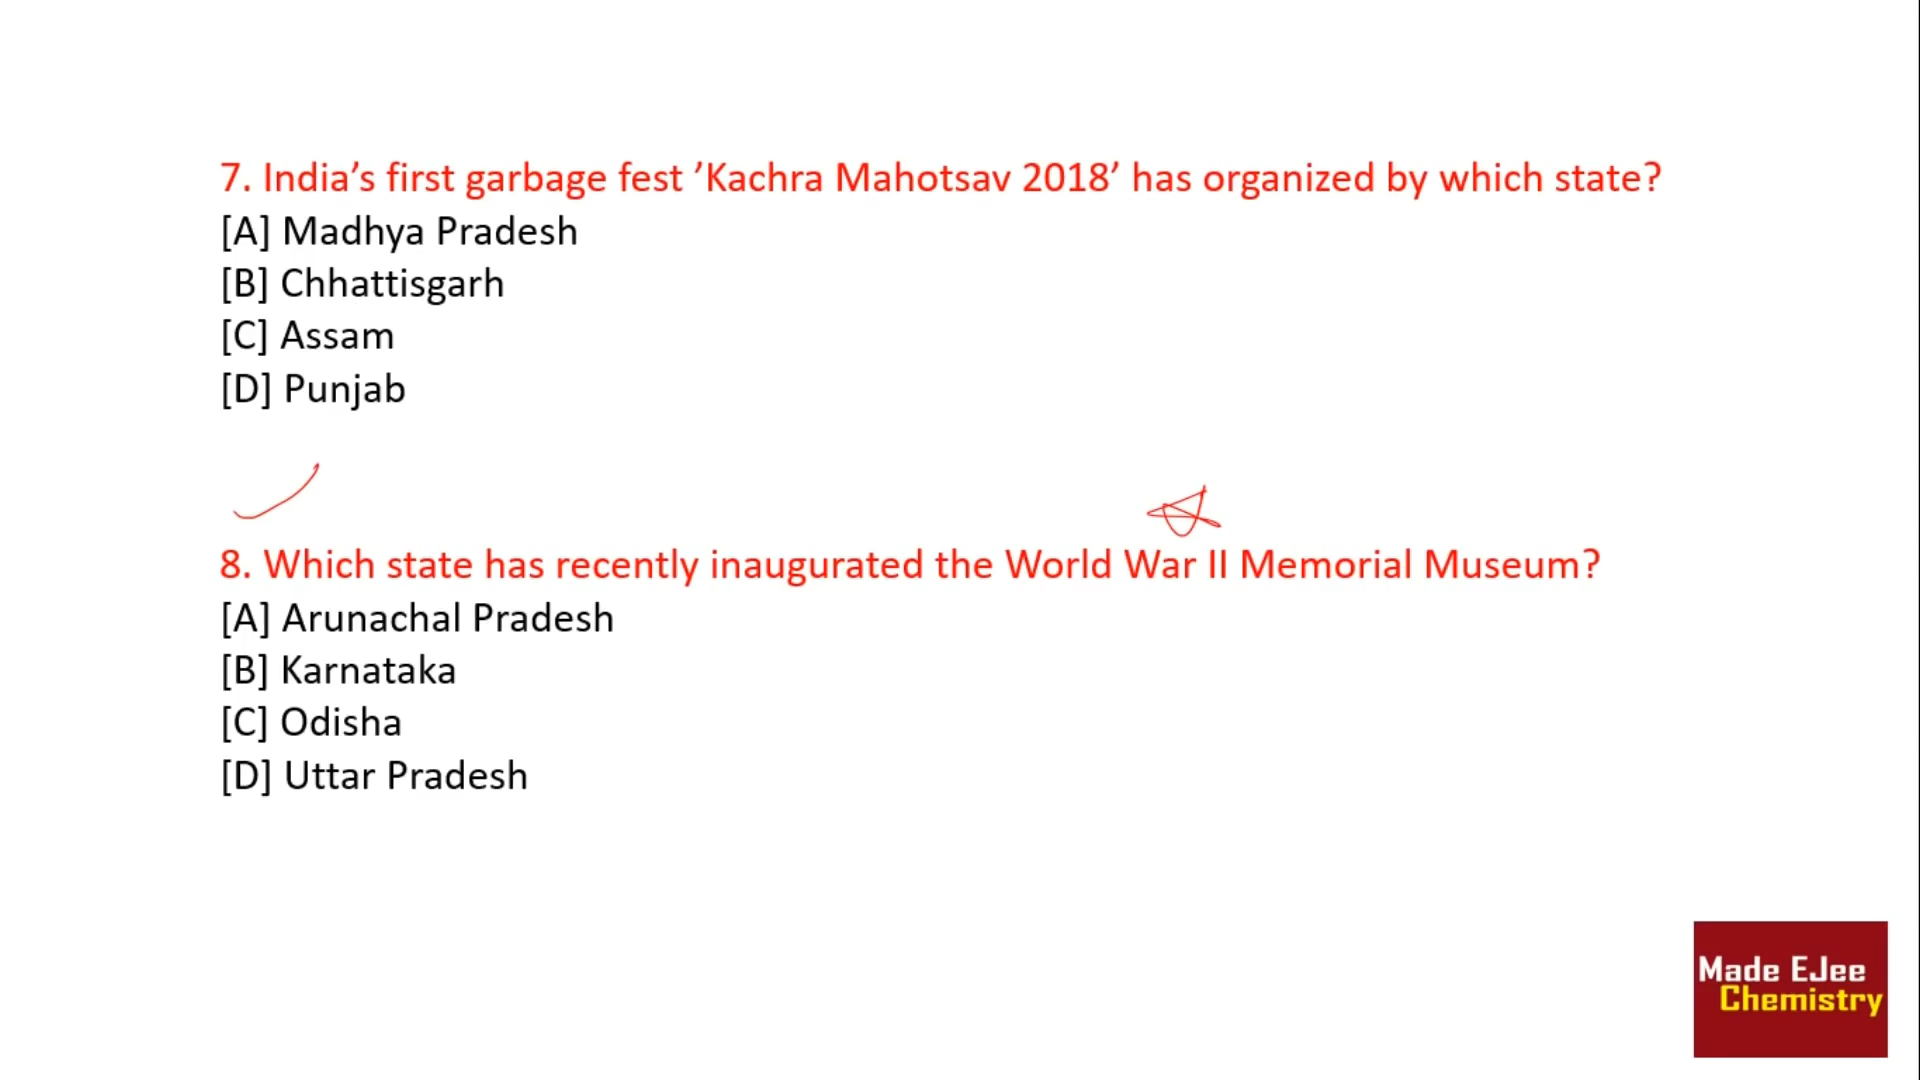 7. India’s first garbage fest ’Kachra Mahotsav 2018’ has organized by which state?
[A] Madhya Pradesh
[B] Chhattisgarh
[C] Assam
[D] Punjab
8. Which state has recently inaugurated the World War II Memorial Museum?
[A] Arunachal Pradesh
[B] Karnataka
[C] Odisha
[D] Uttar Pradesh
Made EJee
Chemistry